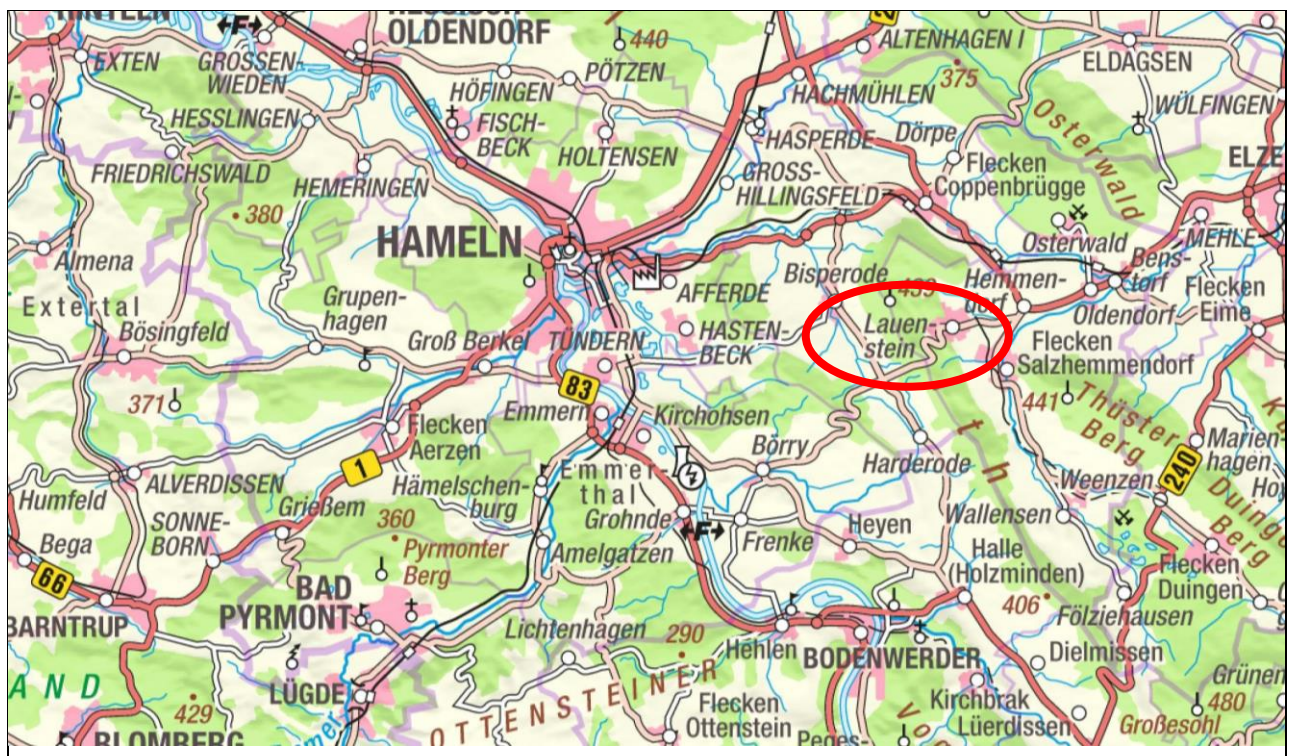 OLDENDORF
440
ALTENHAGEN I
EXTEN
GROSSEN-
WIEDEN
F
PÖTZEN
375
ELDAGSEN
HÖFINGEN
HACHMÜHLEN
WÜLFINGEN
HESSLINGEN
FISCH-
BECK
HASPERDE
Dörpe
Osterwald
HOLTENSEN
ELZE
FRIEDRICHSWALD
HEMERINGEN
GROSS-
HILLINGSFELD
Flecken
Coppenbrügge
380
HAMELN
Osterwald
MEHLE
Almena
Bisperode
439
Hemmen-
dorf
Bens-
torf
Flecken
Eime
Extertal
Grupen-
hagen
AFFERDE
Oldendorf
Bösingfeld
Groß Berkel
TÜNDERN
HASTEN-
BECK
Lauen-
stein
Flecken
Salzhemmendorf
371
83
Emmern
Kirchohsen
441
Thüster
Berg
Flecken
Aerzen
Börry
t
h
Marien-
hagen
1
Harderode
240
ALVERDISSEN
Hämelschen-
burg
Emmer-
thal
Weenzen
Duinger
Berg
Humfeld
Grießem
Grohnde
F
Heyen
Wallensen
SONNE-
BORN
360
Pyrmonter
Berg
Amelgatzen
Frenke
Bega
Halle
(Holzminden)
Flecken
Duingen
66
BAD
PYRMONT
406
Fölziehausen
BARNTRUP
Lichtenhagen
290
Hehlen
BODENWERDER
Dielmissen
LAND
LÜGDE
OTTENSTEINER
Kirchbrak
Lüerdissen
480
429
Flecken
Ottenstein
Großesohl
BLOMBERG